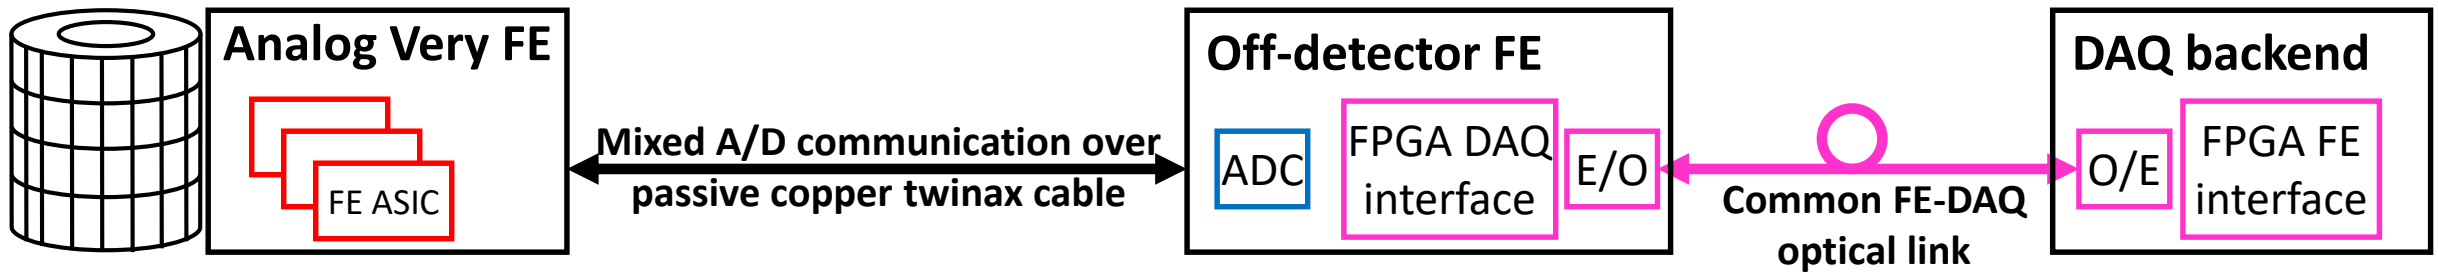 Analog Very FE
FE ASIC
Mixed A/D communication over
passive copper twinax cable
Off-detector FE
ADC
FPGA DAQ
interface
E/O
Common FE-DAQ
optical link
DAQ backend
O/E
FPGA FE
interface